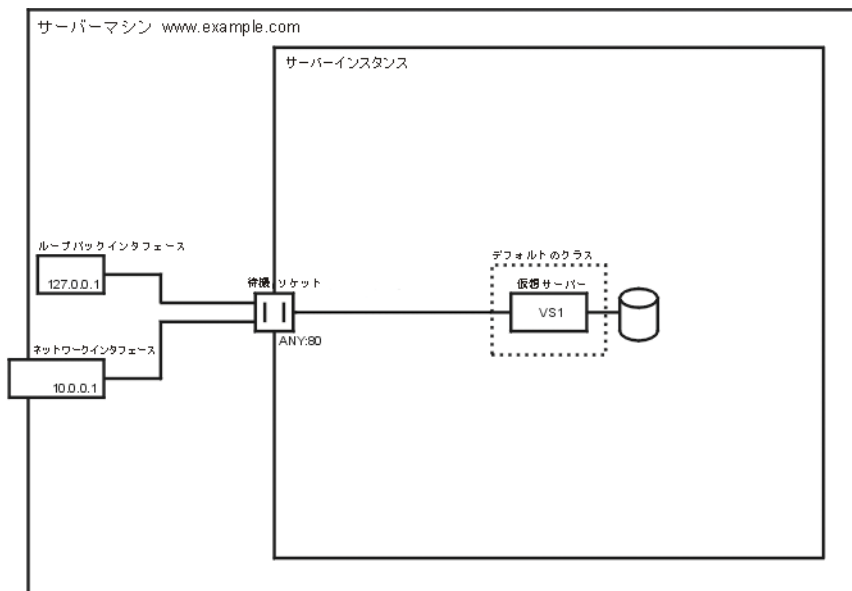 サーバーマシン www.example.com
サーバーインスタンス
ループバックインタフェース
127.0.0.1
デフォルトのクラス
待機ソケット
仮想サーバー
VS1
ANY:80
ネットワークインタフェース
10.0.0.1